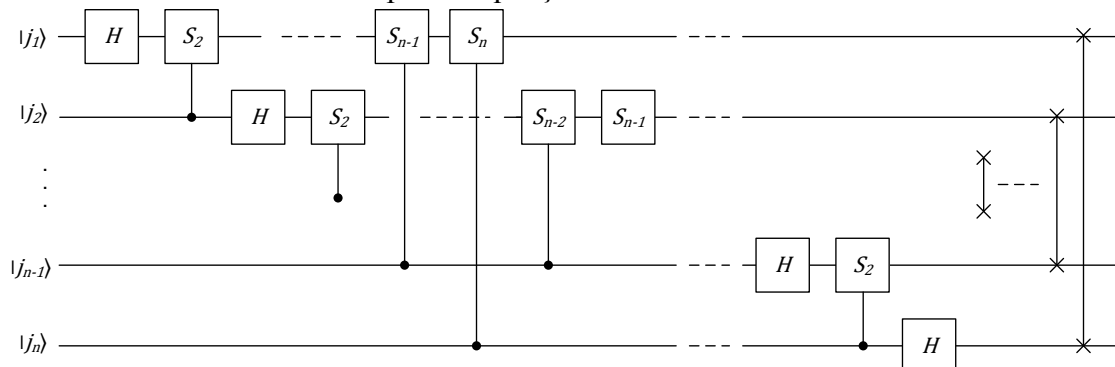 |j₁⟩ H S₂ Sₙ₋₁ Sₙ
|j₂⟩ H S₂ Sₙ₋₂ Sₙ₋₁
|jₙ₋₁⟩ H S₂
|jₙ⟩ H